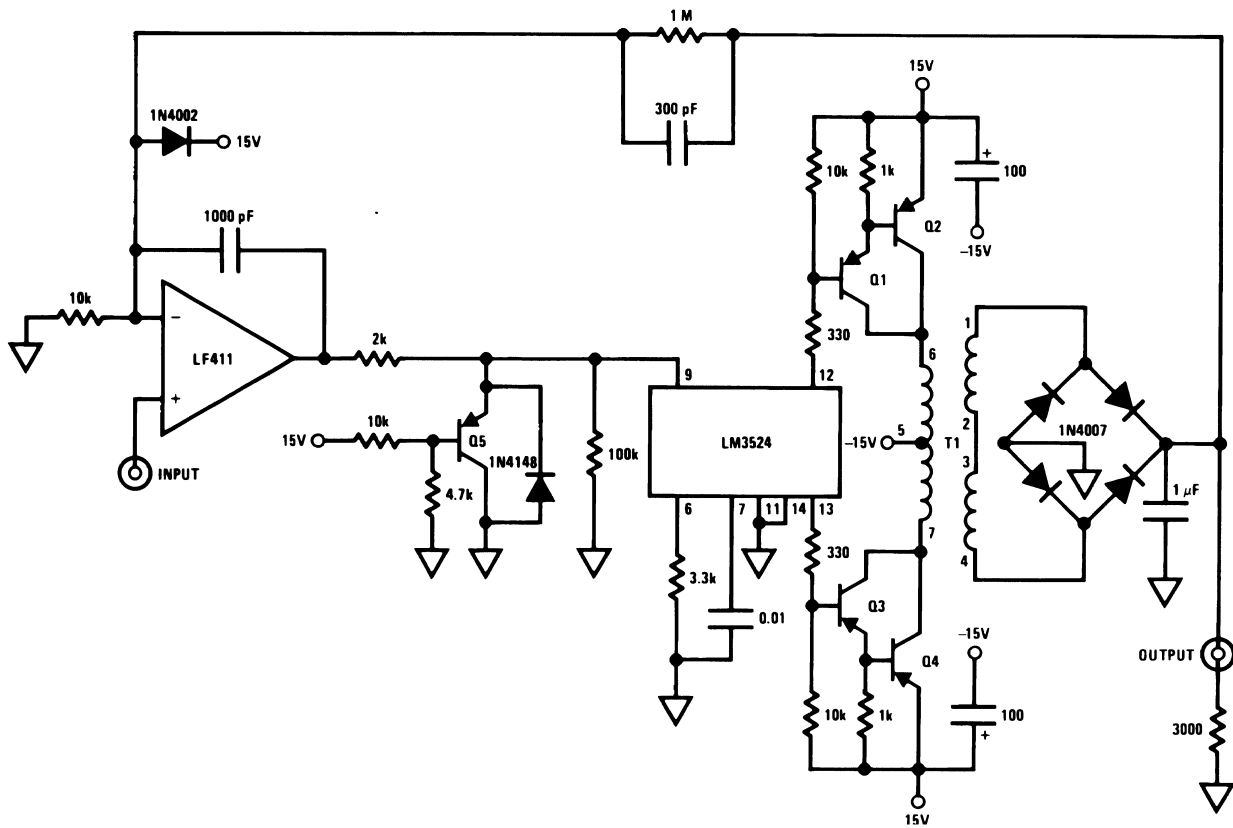 1 M
15V
1N4002
15V
300 pF
10k
1k
+
100
-15V
Q2
1000 pF
Q1
10k
-
LF411
+
2k
330
1
6
9
12
INPUT
15V
10k
Q5
1N4148
4.7k
100k
LM3524
-15V
5
T1
2
3
1N4007
1 µF
6
7
11
14
13
7
4
3.3k
0.01
330
Q3
Q4
-15V
OUTPUT
10k
1k
100
+
3000
15V